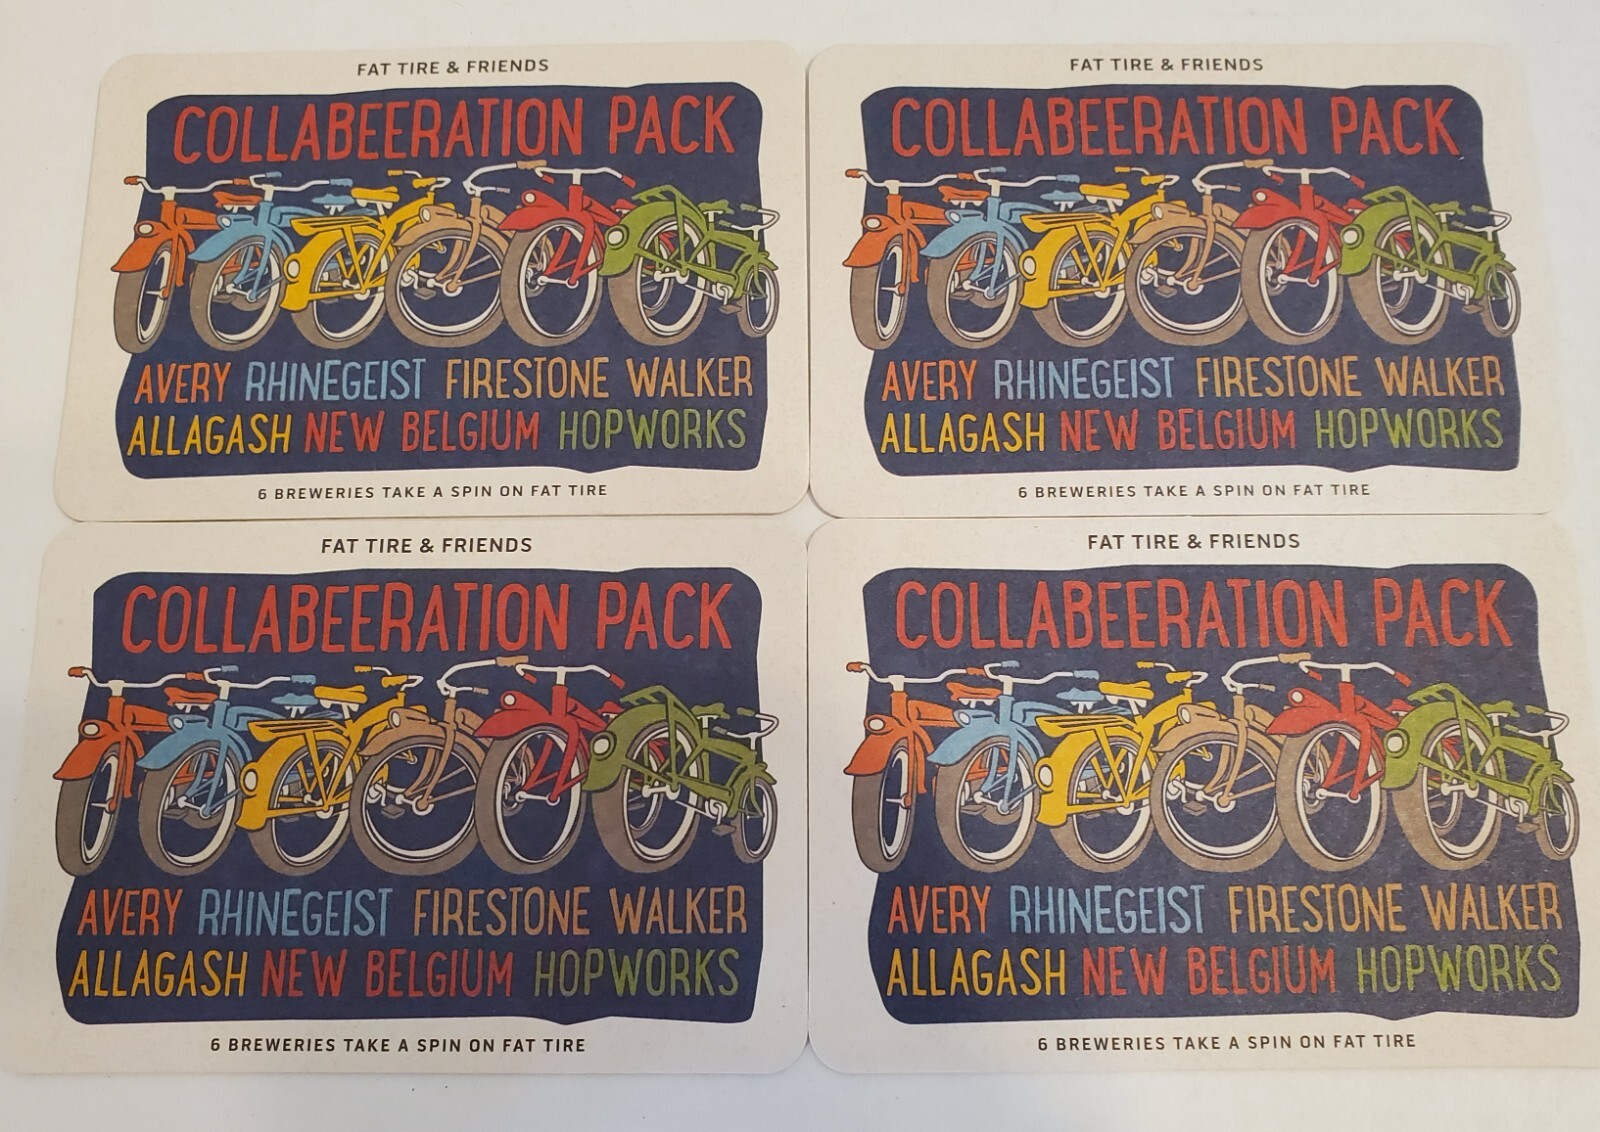 FAT TIRE & FRIENDS
COLLABEERATION PACK
AVERY RHINEGEIST FIRESTONE WALKER
ALLAGASH NEW BELGIUM HOPWORKS
6 BREWERIES TAKE A SPIN ON FAT TIRE
FAT TIRE & FRIENDS
COLLABEERATION PACK
AVERY RHINEGEIST FIRESTONE WALKER
ALLAGASH NEW BELGIUM HOPWORKS
6 BREWERIES TAKE A SPIN ON FAT TIRE
FAT TIRE & FRIENDS
COLLABEERATION PACK
AVERY RHINEGEIST FIRESTONE WALKER
ALLAGASH NEW BELGIUM HOPWORKS
6 BREWERIES TAKE A SPIN ON FAT TIRE
FAT TIRE & FRIENDS
COLLABEERATION PACK
AVERY RHINEGEIST FIRESTONE WALKER
ALLAGASH NEW BELGIUM HOPWORKS
6 BREWERIES TAKE A SPIN ON FAT TIRE